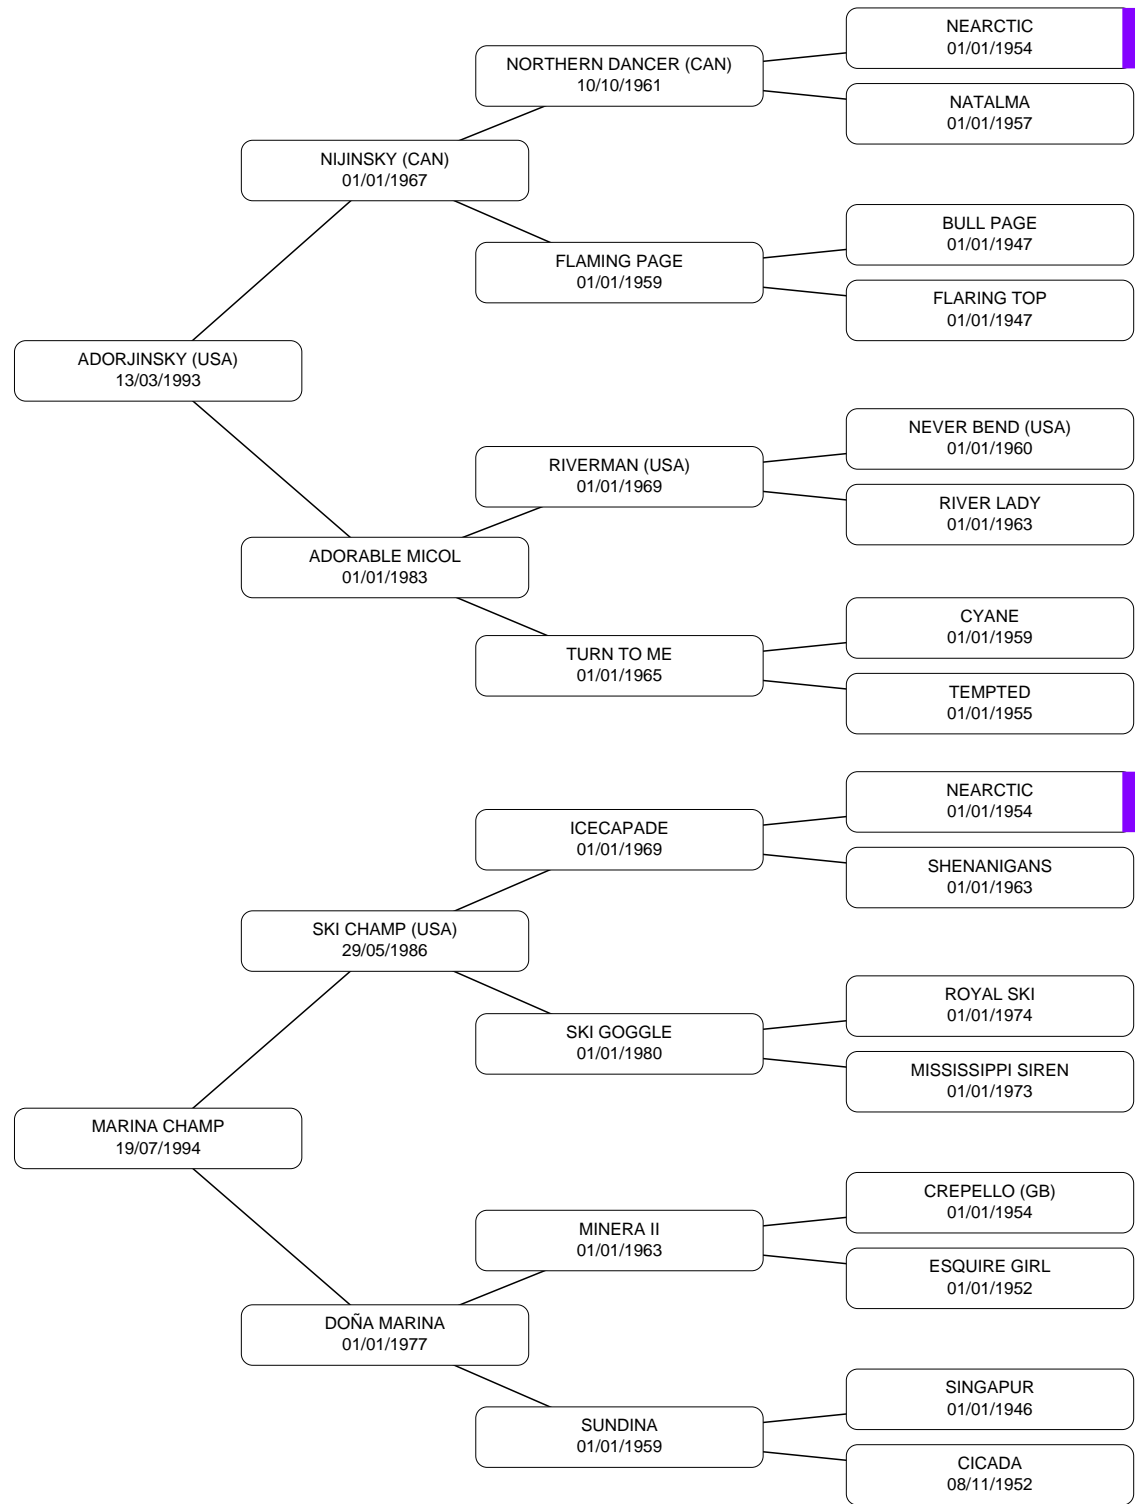 NEARCTIC
01/01/1954
NORTHERN DANCER (CAN)
10/10/1961
NATALMA
01/01/1957
NIJINSKY (CAN)
01/01/1967
BULL PAGE
01/01/1947
FLAMING PAGE
01/01/1959
FLARING TOP
01/01/1947
ADORJINSKY (USA)
13/03/1993
NEVER BEND (USA)
01/01/1960
RIVERMAN (USA)
01/01/1969
RIVER LADY
01/01/1963
ADORABLE MICOL
01/01/1983
CYANE
01/01/1959
TURN TO ME
01/01/1965
TEMPTED
01/01/1955
NEARCTIC
01/01/1954
ICECAPADE
01/01/1969
SHENANIGANS
01/01/1963
SKI CHAMP (USA)
29/05/1986
ROYAL SKI
01/01/1974
SKI GOGGLE
01/01/1980
MISSISSIPPI SIREN
01/01/1973
MARINA CHAMP
19/07/1994
CREPELLO (GB)
01/01/1954
MINERA II
01/01/1963
ESQUIRE GIRL
01/01/1952
DOÑA MARINA
01/01/1977
SINGAPUR
01/01/1946
SUNDINA
01/01/1959
CICADA
08/11/1952